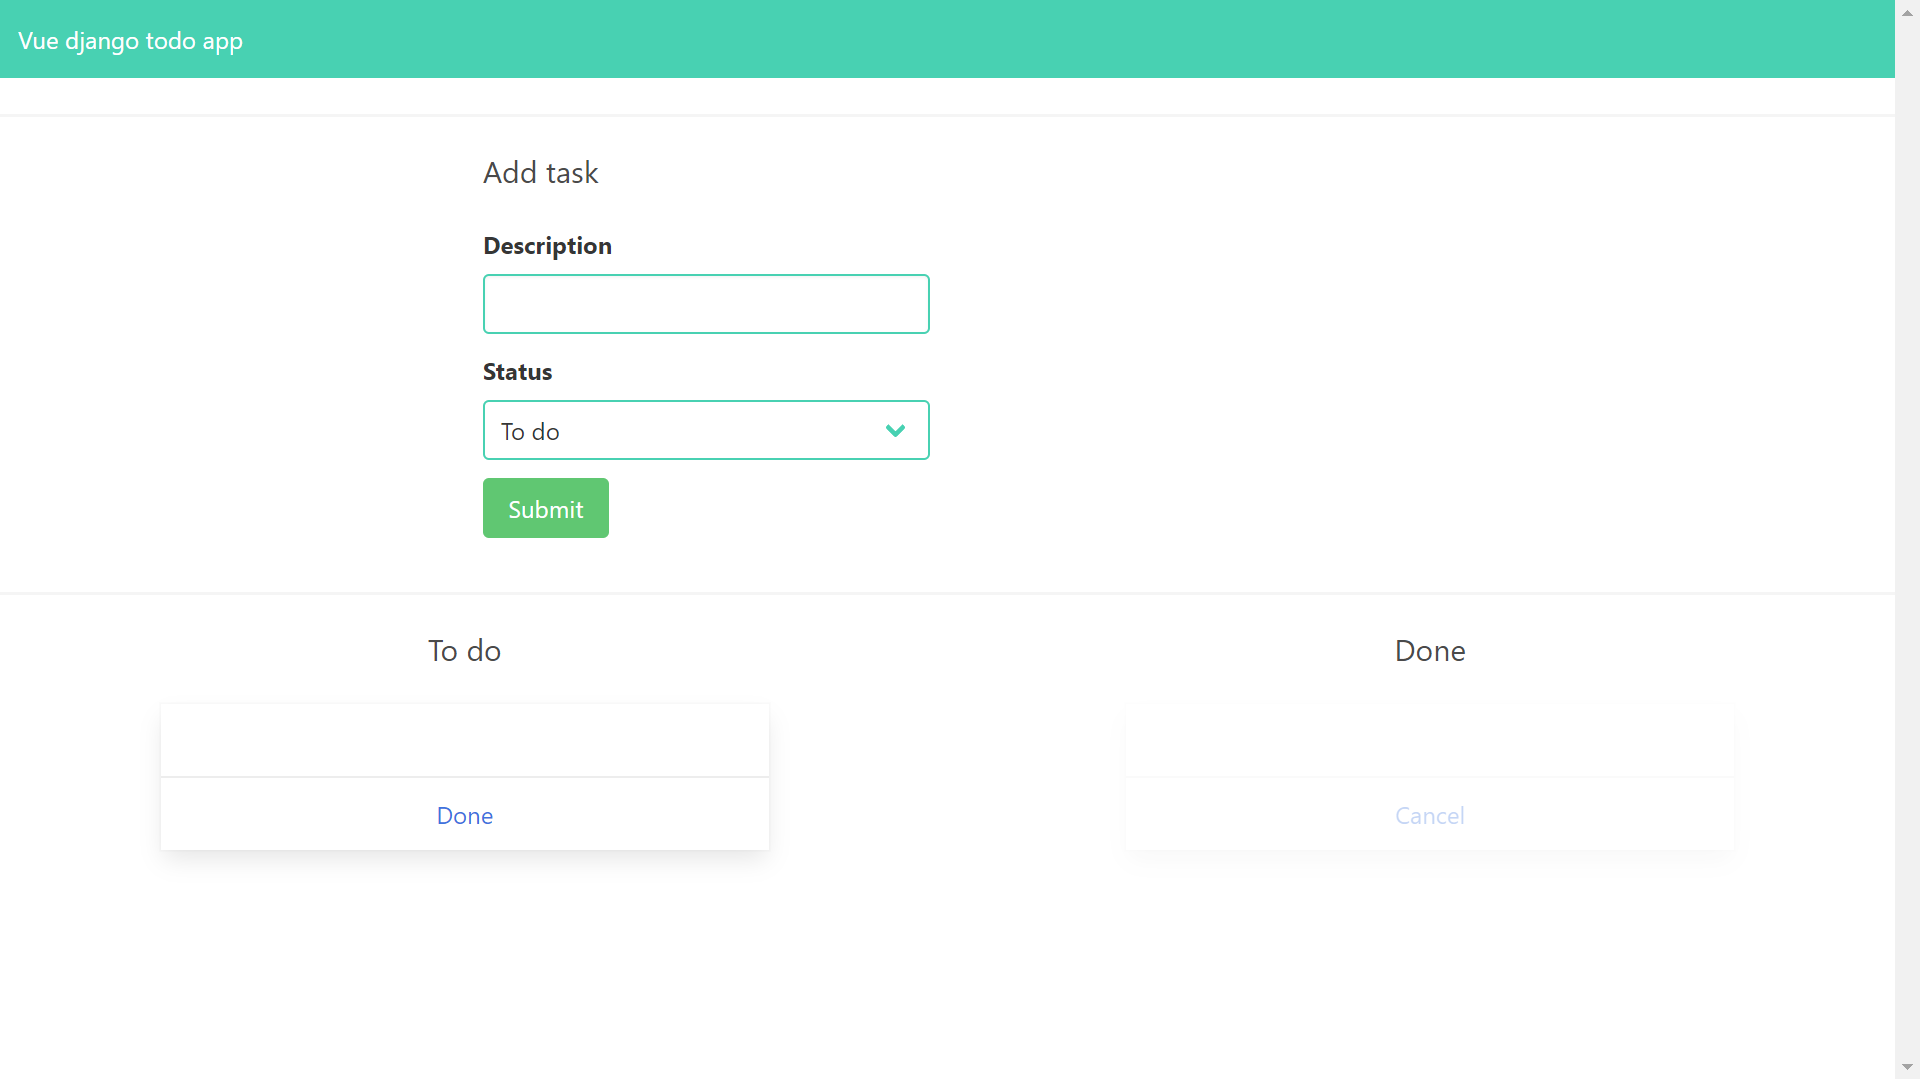 Vue django todo app
Add task
Description
Status
To do
Submit
To do
Done
Done
Cancel